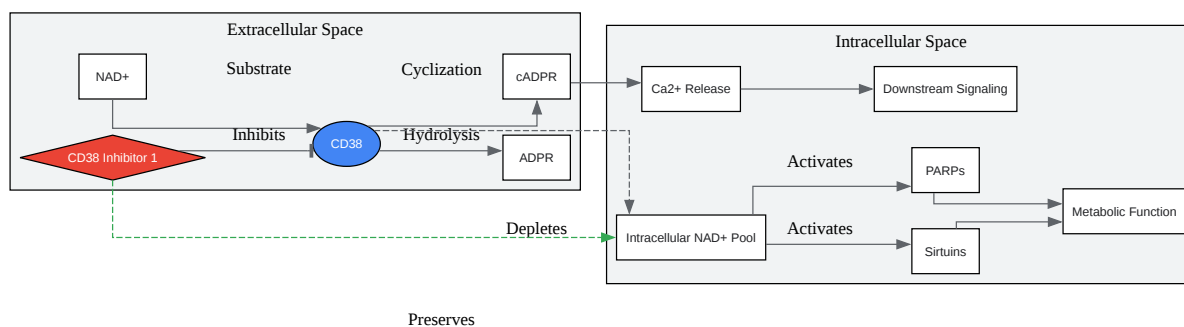 Extracellular Space
Intracellular Space
NAD+
Substrate
Cyclization
cADPR
Ca2+ Release
Downstream Signaling
Inhibits
CD38
Hydrolysis
CD38 Inhibitor 1
ADPR
Activates
PARPs
Metabolic Function
Depletes
Intracellular NAD+ Pool
Activates
Sirtuins
Preserves